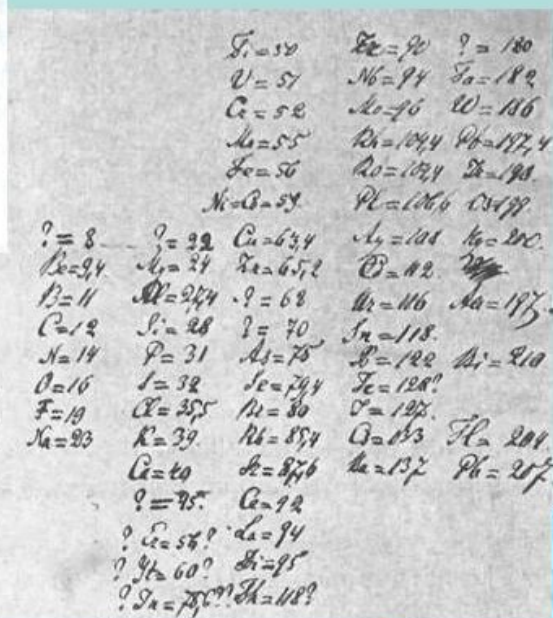 Ti=50 Zr=90 ?=180
V=51 Nb=94 Ta=182
Cr=52 Mo=96 W=186
Mn=55 Rh=104,4 Pt=197,4
Fe=56 Ru=104,4 Ir=198
Ni=Co=59 Pl=106,6 Os=199
?=8 ?=22 Cu=63,4 Ag=108 Hg=200
Be=9,4 Mg=24 Zn=65,2 Cd=112
B=11 Al=27,4 ?=68 Ur=116 Au=197
C=12 Si=28 ?=70 Sn=118
N=14 P=31 As=75 Sb=122 Bi=210
O=16 S=32 Se=79,4 Te=128?
F=19 Cl=35,5 Br=80 J=127
Na=23 K=39 Rb=85,4 Cs=133 Tl=204
Ca=40 Sr=87,6 Ba=137 Pb=207
?=45 Ce=92
?Er=56? La=94
?Yt=60? Di=95
?In=75,6?? Th=118?